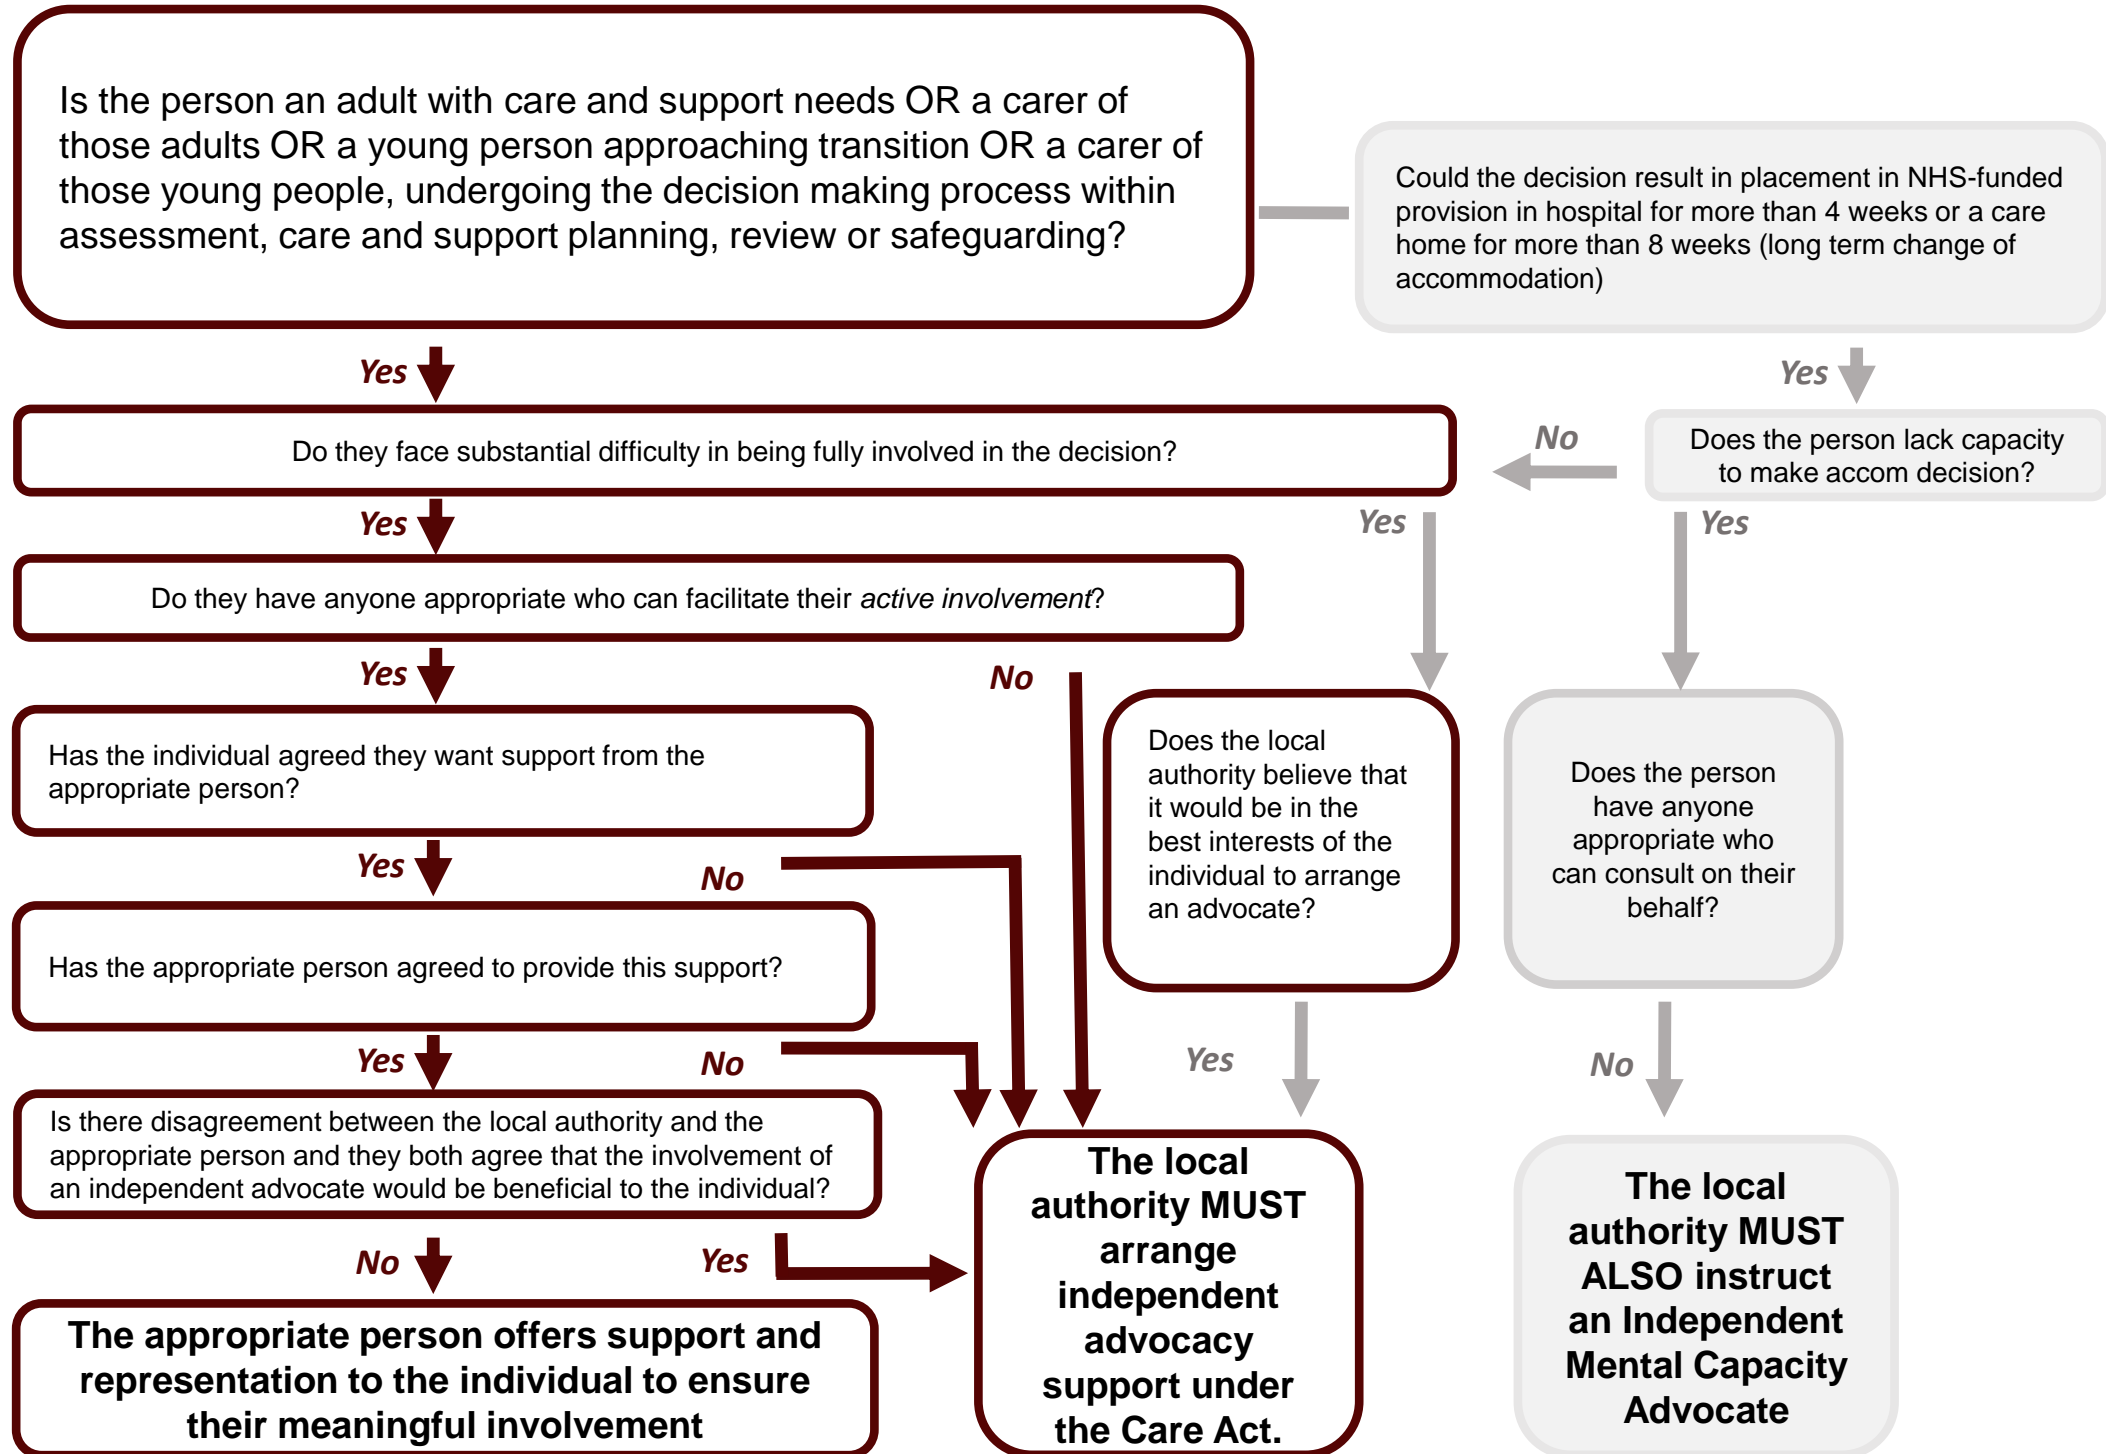 Is the person an adult with care and support needs OR a carer of
those adults OR a young person approaching transition OR a carer of
those young people, undergoing the decision making process within
assessment, care and support planning, review or safeguarding?
Could the decision result in placement in NHS-funded
provision in hospital for more than 4 weeks or a care
home for more than 8 weeks (long term change of
accommodation)
Yes
Yes
Do they face substantial difficulty in being fully involved in the decision?
No
Does the person lack capacity
to make accom decision?
Yes
Yes
Yes
Do they have anyone appropriate who can facilitate their active involvement?
Yes
No
Has the individual agreed they want support from the
appropriate person?
Does the local
authority believe that
it would be in the
best interests of the
individual to arrange
an advocate?
Does the person
have anyone
appropriate who
can consult on their
behalf?
Yes
No
Has the appropriate person agreed to provide this support?
Yes
No
Yes
No
Is there disagreement between the local authority and the
appropriate person and they both agree that the involvement of
an independent advocate would be beneficial to the individual?
No
Yes
The appropriate person offers support and
representation to the individual to ensure
their meaningful involvement
The local
authority MUST
arrange
independent
advocacy
support under
the Care Act.
The local
authority MUST
ALSO instruct
an Independent
Mental Capacity
Advocate